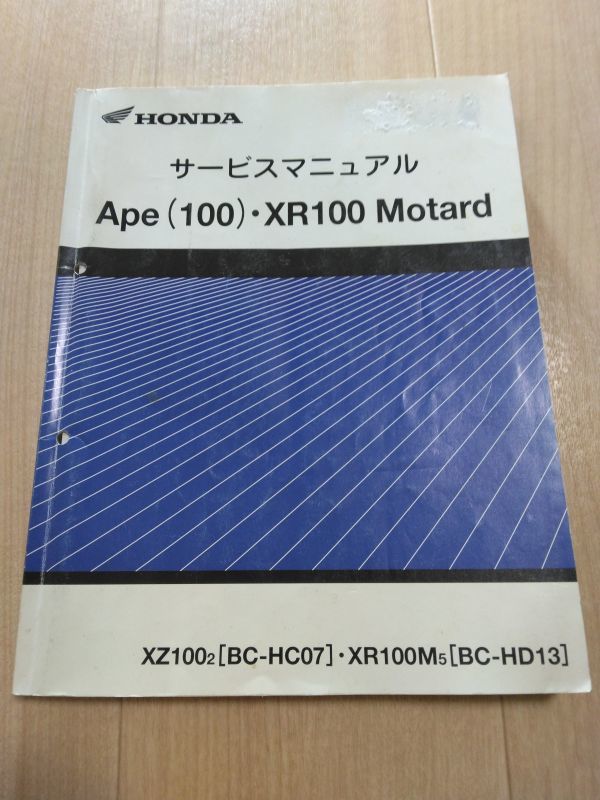 HONDA
サービスマニュアル
Ape(100)・XR100 Motard
XZ1002[BC-HC07]・XR100M5[BC-HD13]